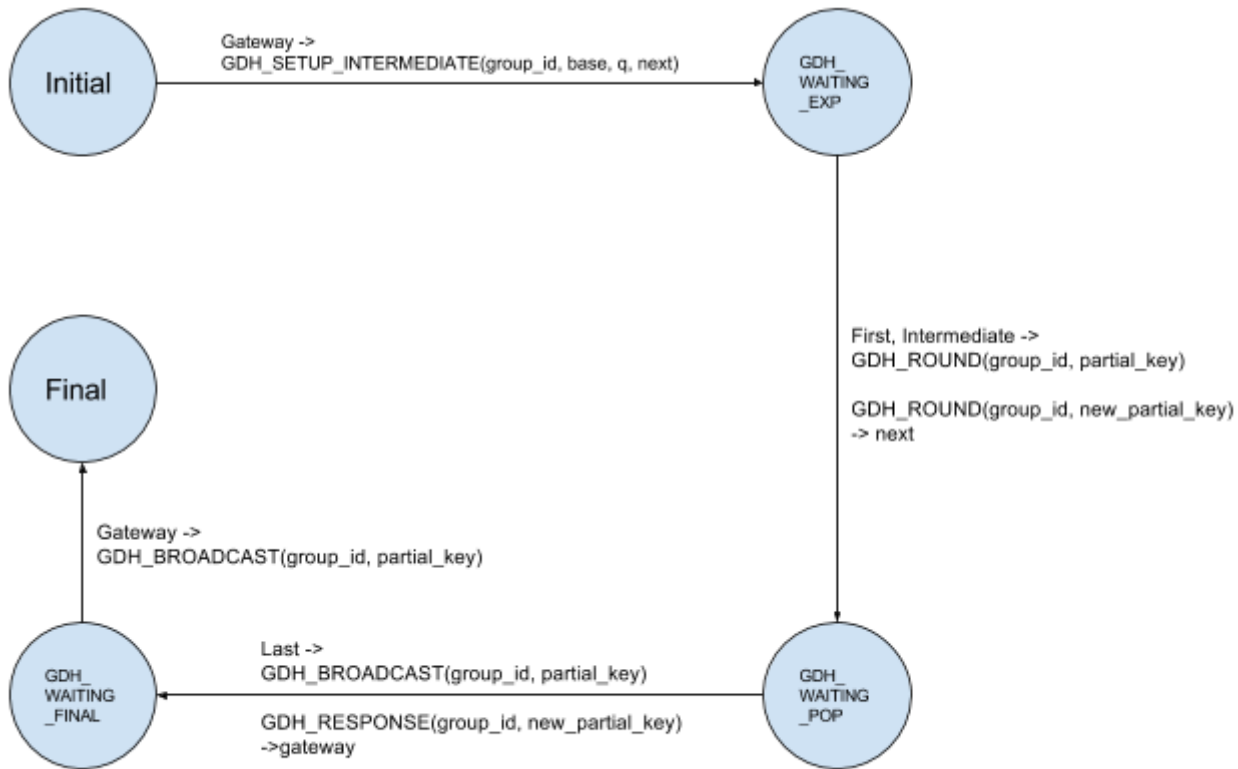 Initial
Gateway ->
GDH_SETUP_INTERMEDIATE(group_id, base, q, next)
GDH_
WAITING
_EXP
First, Intermediate ->
GDH_ROUND(group_id, partial_key)
GDH_ROUND(group_id, new_partial_key)
-> next
Final
Gateway ->
GDH_BROADCAST(group_id, partial_key)
GDH_
WAITING
_FINAL
Last ->
GDH_BROADCAST(group_id, partial_key)
GDH_RESPONSE(group_id, new_partial_key)
->gateway
GDH_
WAITING
_POP